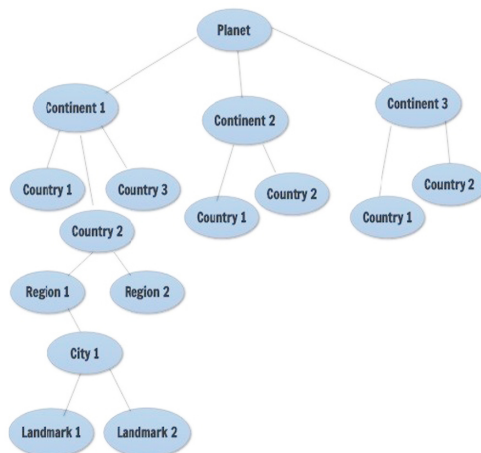 Planet
Continent 1
Continent 2
Continent 3
Country 1
Country 3
Country 2
Country 1
Country 2
Country 2
Country 1
Region 1
Region 2
City 1
Landmark 1
Landmark 2